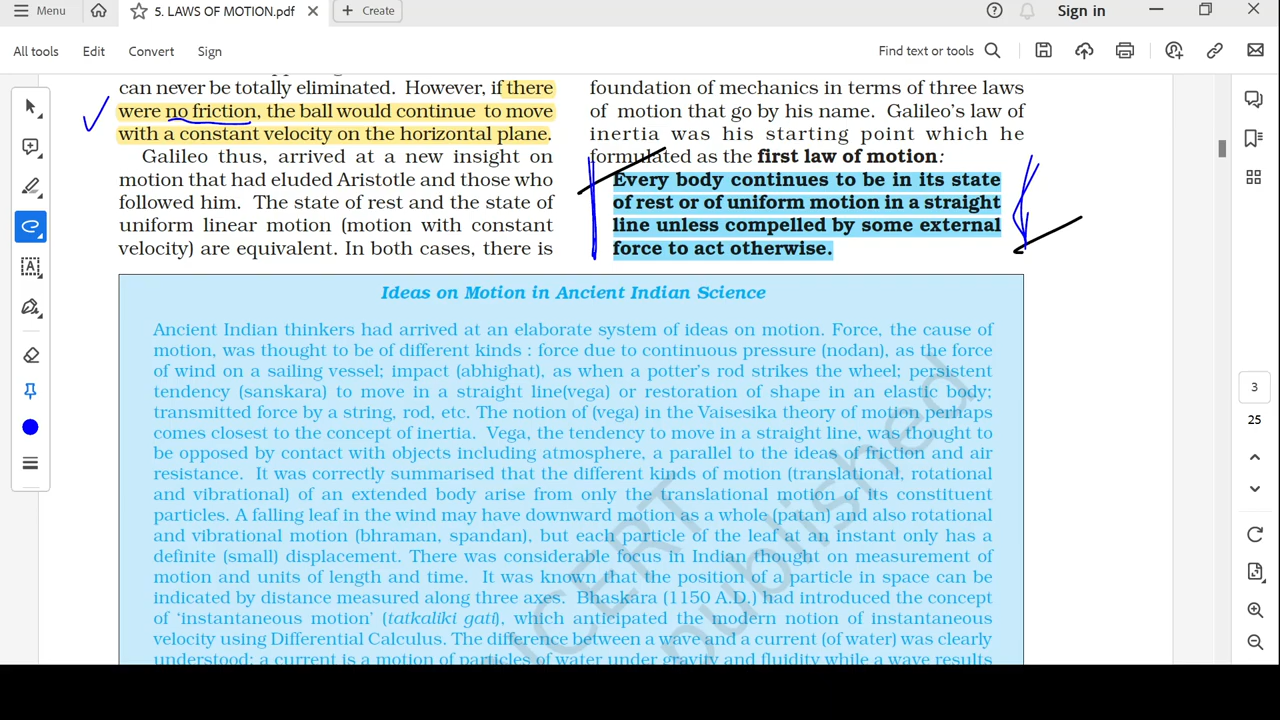 Menu
5. LAWS OF MOTION.pdf
Create
Sign in
All tools
Edit
Convert
Sign
Find text or tools
can never be totally eliminated. However, if there
were no friction, the ball would continue to move
with a constant velocity on the horizontal plane.
Galileo thus, arrived at a new insight on
motion that had eluded Aristotle and those who
followed him. The state of rest and the state of
uniform linear motion (motion with constant
velocity) are equivalent. In both cases, there is
foundation of mechanics in terms of three laws
of motion that go by his name. Galileo's law of
inertia was his starting point which he
formulated as the first law of motion:
Every body continues to be in its state
of rest or of uniform motion in a straight
line unless compelled by some external
force to act otherwise.
Ideas on Motion in Ancient Indian Science
Ancient Indian thinkers had arrived at an elaborate system of ideas on motion. Force, the cause of
motion, was thought to be of different kinds : force due to continuous pressure (nodan), as the force
of wind on a sailing vessel; impact (abhighat), as when a potter's rod strikes the wheel; persistent
tendency (sanskara) to move in a straight line(vega) or restoration of shape in an elastic body;
transmitted force by a string, rod, etc. The notion of (vega) in the Vaisesika theory of motion perhaps
comes closest to the concept of inertia. Vega, the tendency to move in a straight line, was thought to
be opposed by contact with objects including atmosphere, a parallel to the ideas of friction and air
resistance. It was correctly summarised that the different kinds of motion (translational, rotational
and vibrational) of an extended body arise from only the translational motion of its constituent
particles. A falling leaf in the wind may have downward motion as a whole (patan) and also rotational
and vibrational motion (bhraman, spandan), but each particle of the leaf at an instant only has a
definite (small) displacement. There was considerable focus in Indian thought on measurement of
motion and units of length and time. It was known that the position of a particle in space can be
indicated by distance measured along three axes. Bhaskara (1150 A.D.) had introduced the concept
of 'instantaneous motion' (tatkaliki gati), which anticipated the modern notion of instantaneous
velocity using Differential Calculus. The difference between a wave and a current (of water) was clearly
understood; a current is a motion of particles of water under gravity and fluidity while a wave results
3
25